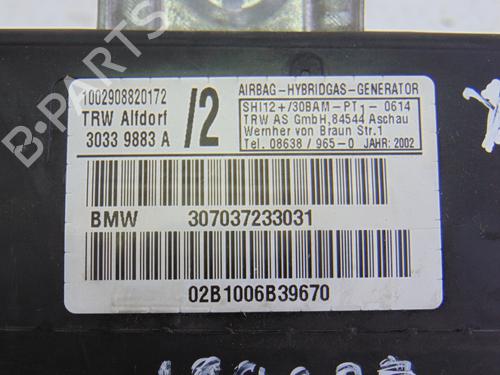 1002908820172
TRW Alfdorf
3033 9883 A
/2
AIRBAG-HYBRIDGAS-GENERATOR
SHI12+/30BAM-PT1-0614
TRW AS GmbH,84544 Aschau
Wernher von Braun Str.1
Tel. 08638 / 965-0 JAHR: 2002
BMW 307037233031
02B1006B39670
B-PARTS